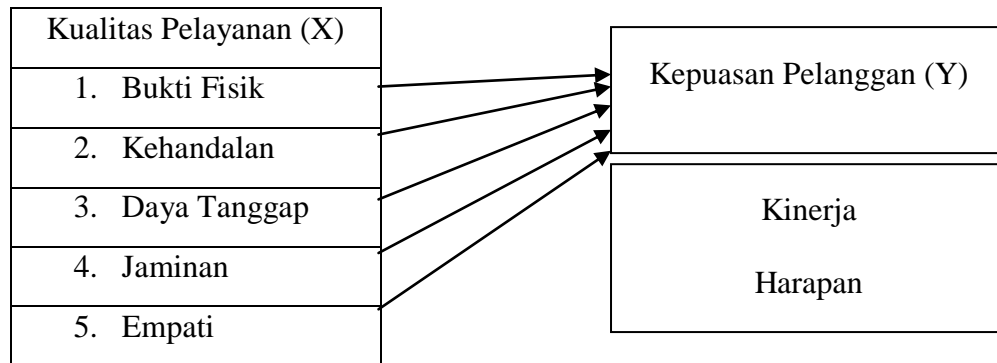 Kualitas Pelayanan (X)
1. Bukti Fisik
2. Kehandalan
3. Daya Tanggap
4. Jaminan
5. Empati
Kepuasan Pelanggan (Y)
Kinerja
Harapan